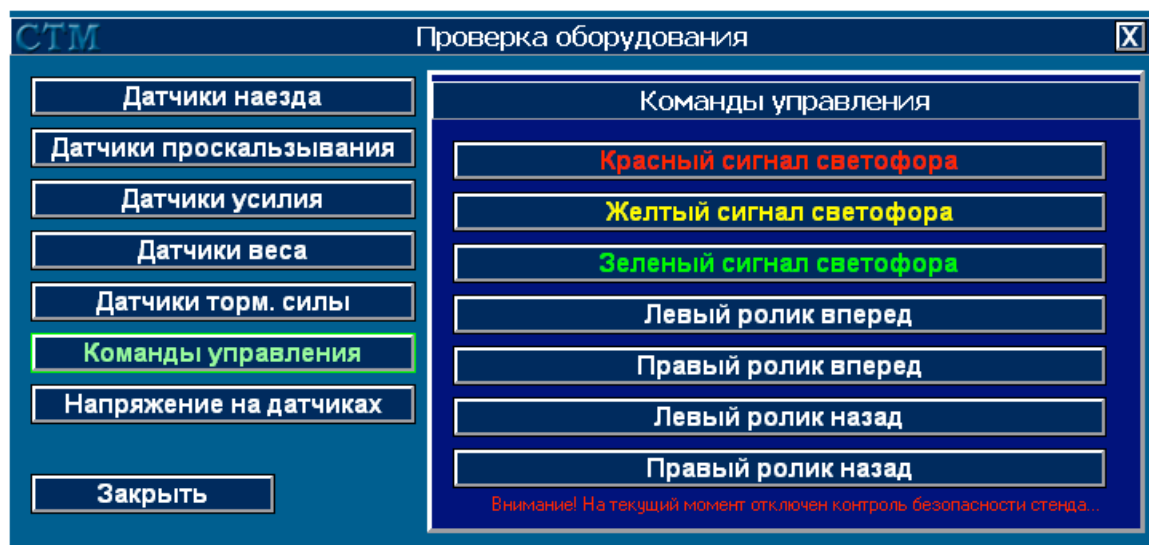 СТМ
Проверка оборудования
X
Датчики наезда
Датчики проскальзывания
Датчики усилия
Датчики веса
Датчики торм. силы
Команды управления
Напряжение на датчиках
Закрыть
Команды управления
Красный сигнал светофора
Желтый сигнал светофора
Зеленый сигнал светофора
Левый ролик вперед
Правый ролик вперед
Левый ролик назад
Правый ролик назад
Внимание! На текущий момент отключен контроль безопасности стенда...